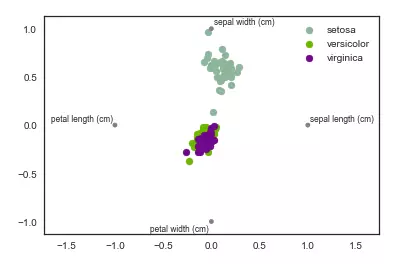 sepal width (cm)
1.0
setosa
versicolor
virginica
0.5
petal length (cm)
sepal length (cm)
0.0
−0.5
−1.0
petal width (cm)
−1.5
−1.0
−0.5
0.0
0.5
1.0
1.5